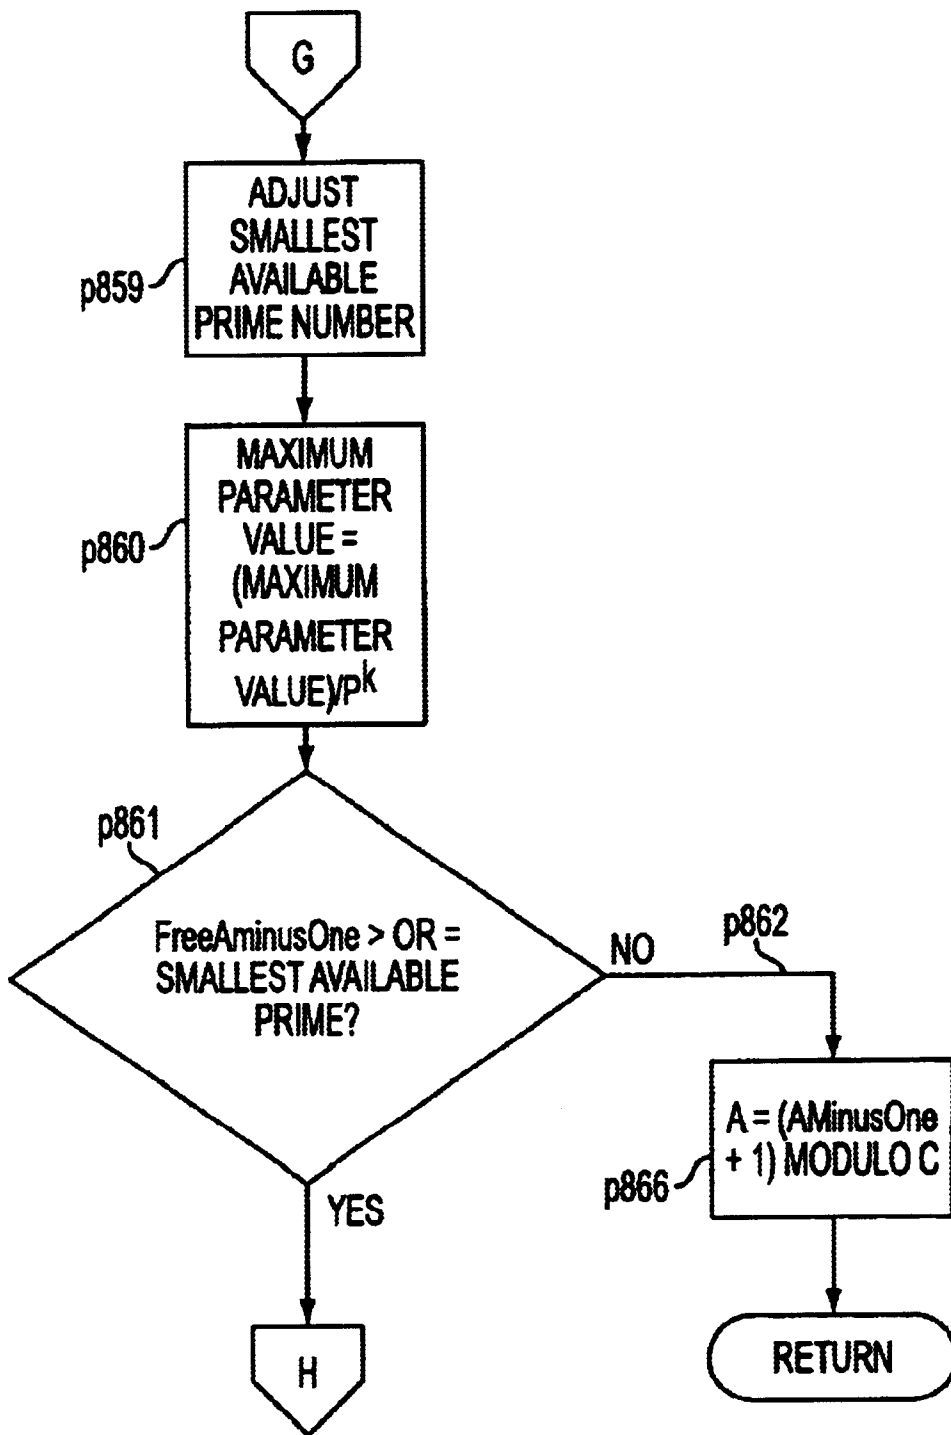 G
ADJUST
SMALLEST
AVAILABLE
PRIME NUMBER
p859
MAXIMUM
PARAMETER
VALUE =
(MAXIMUM
PARAMETER
VALUE)/P^k
p860
p861
FreeAminusOne > OR =
SMALLEST AVAILABLE
PRIME?
NO
p862
A = (AMinusOne
+ 1) MODULO C
p866
YES
H
RETURN